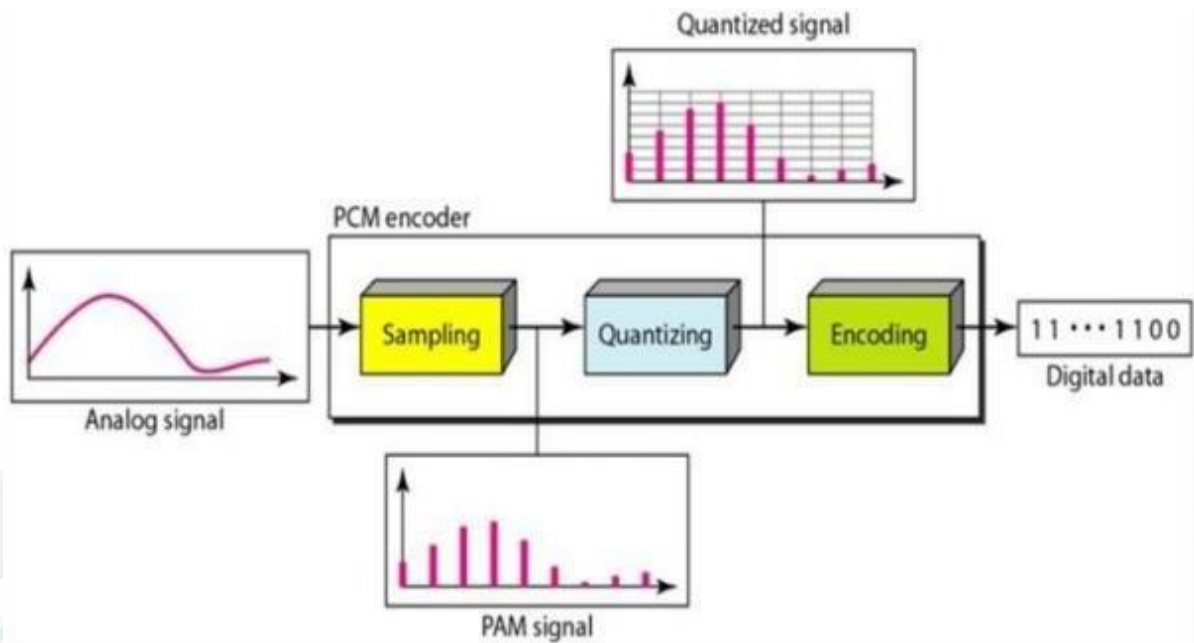 Quantized signal
PCM encoder
Sampling
Quantizing
Encoding
11 ••• 1100
Digital data
Analog signal
PAM signal